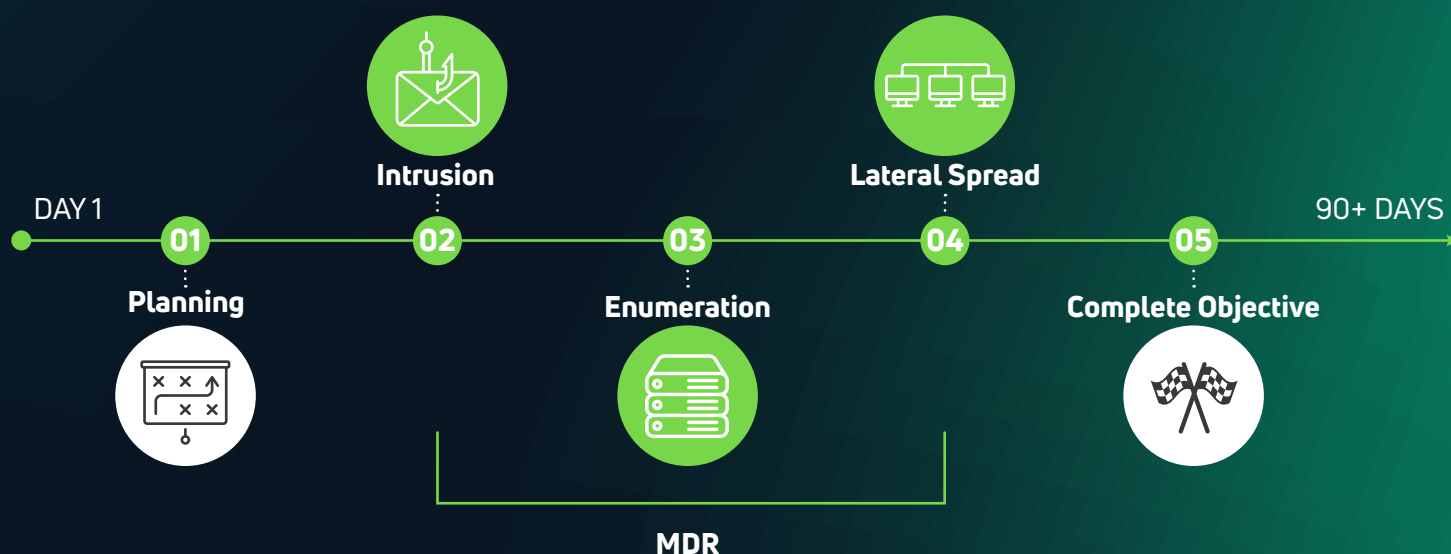 Intrusion
Lateral Spread
DAY 1
90+ DAYS
01
02
03
04
05
Planning
Enumeration
Complete Objective
MDR